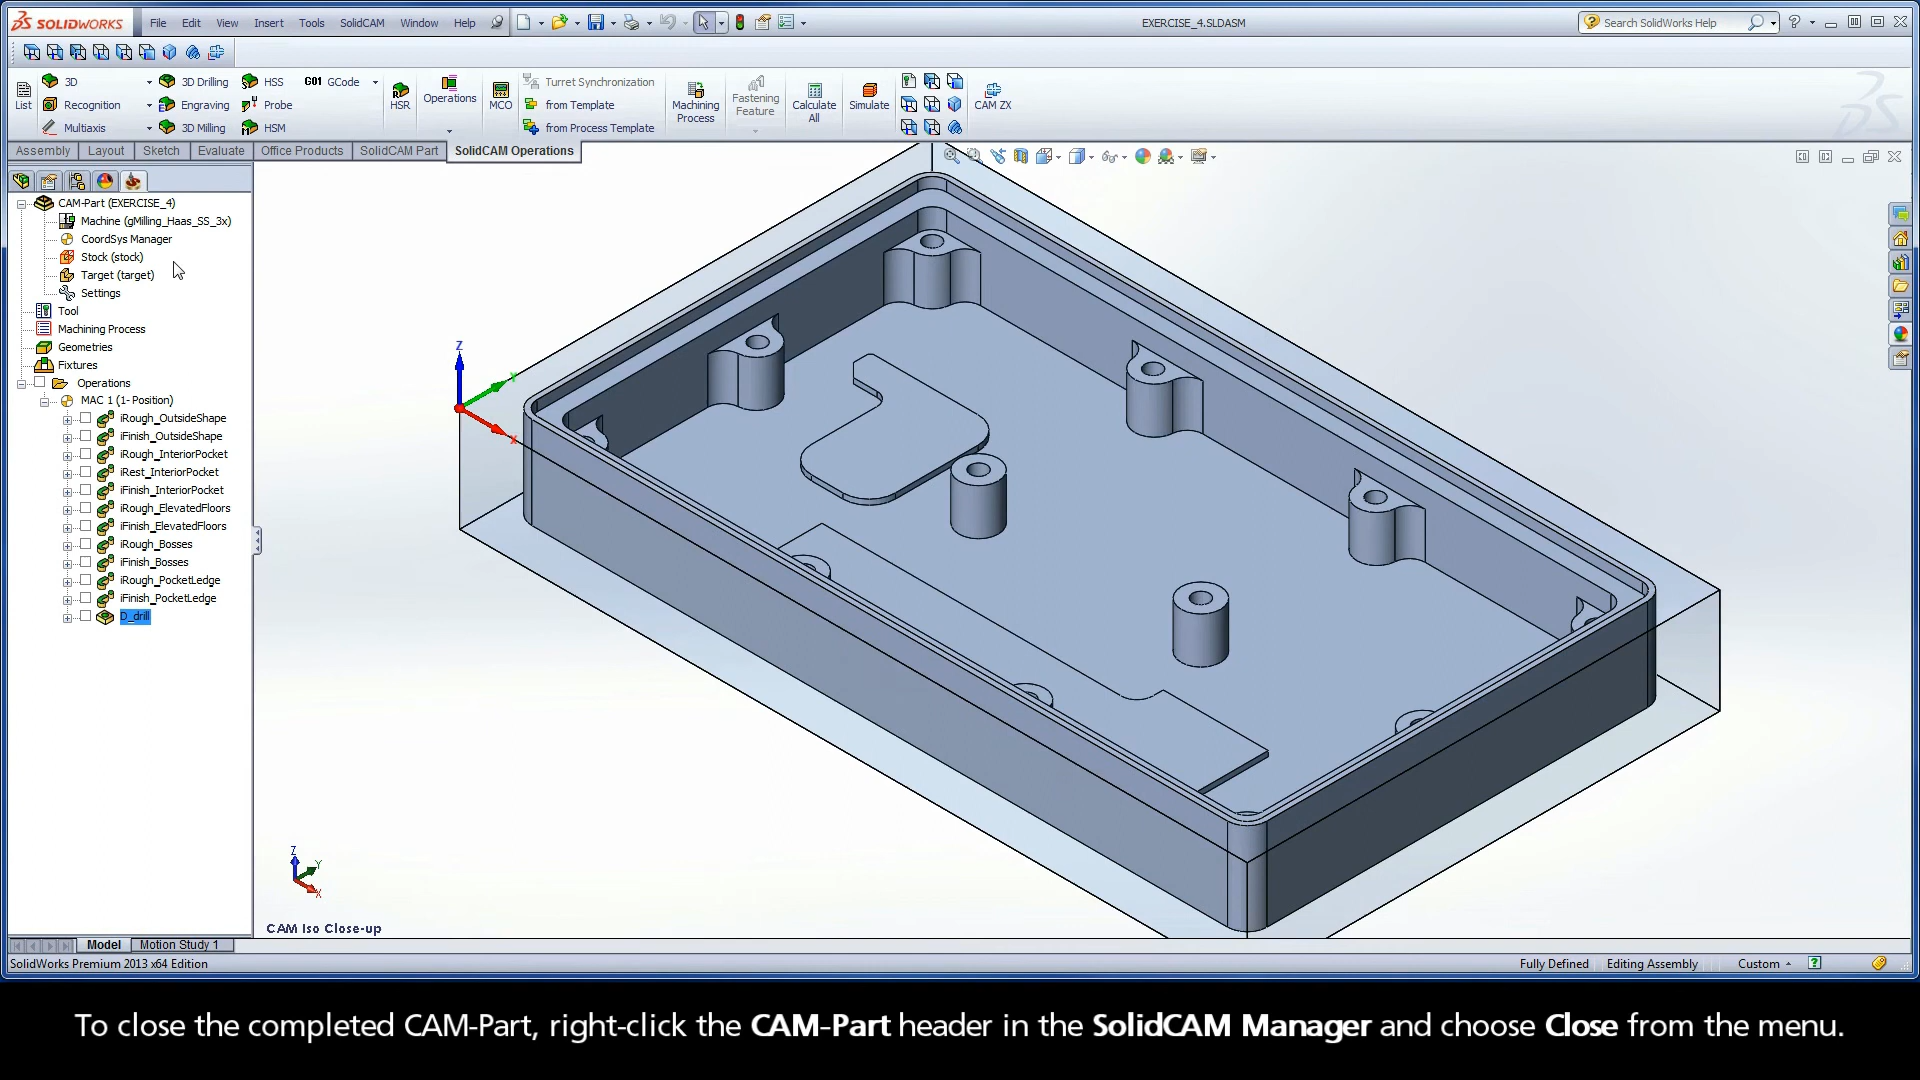 SOLIDWORKS File Edit View Insert Tools SolidCAM Window Help EXERCISE_4.SLDASM Search SolidWorks Help
3D 3D Drilling HSS G01 GCode Turret Synchronization
List Recognition Engraving Probe HSR Operations MCO from Template Machining Process Fastening Feature Calculate All Simulate CAM ZX
Multiaxis 3D Milling HSM from Process Template
Assembly Layout Sketch Evaluate Office Products SolidCAM Part SolidCAM Operations
CAM-Part (EXERCISE_4)
Machine (gMilling_Haas_SS_3x)
CoordSys Manager
Stock (stock)
Target (target)
Settings
Tool
Machining Process
Geometries
Fixtures
Operations
MAC 1 (1- Position)
iRough_OutsideShape
iFinish_OutsideShape
iRough_InteriorPocket
iRest_InteriorPocket
iFinish_InteriorPocket
iRough_ElevatedFloors
iFinish_ElevatedFloors
iRough_Bosses
iFinish_Bosses
iRough_PocketLedge
iFinish_PocketLedge
D_drill
Z
Y
X
Z
Y
X
CAM Iso Close-up
Model Motion Study 1
SolidWorks Premium 2013 x64 Edition Fully Defined Editing Assembly Custom
To close the completed CAM-Part, right-click the CAM-Part header in the SolidCAM Manager and choose Close from the menu.